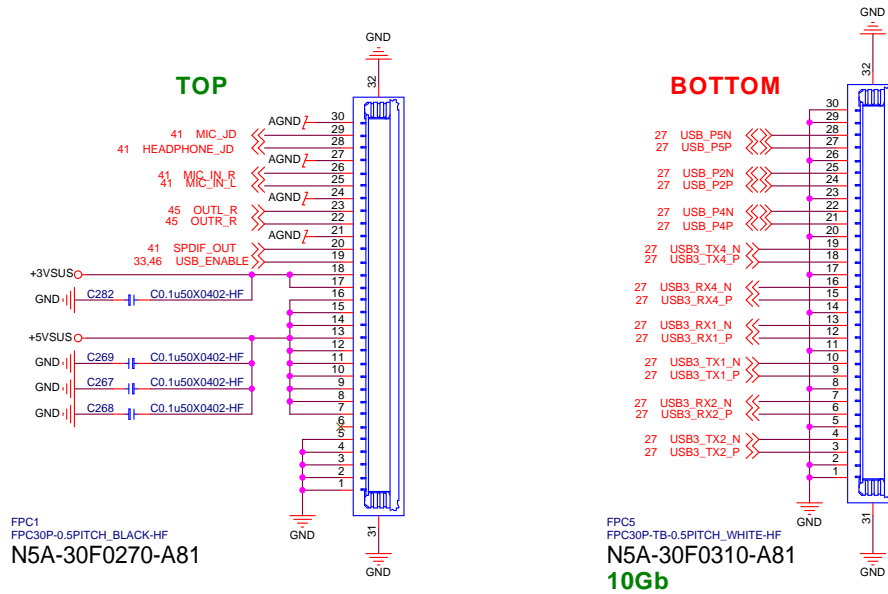 GND
32
TOP
AGND
30
41 MIC_JD
29
41 HEADPHONE_JD
28
AGND
27
41 MIC_IN_R
26
41 MIC_IN_L
25
AGND
24
45 OUTL_R
23
45 OUTR_R
22
AGND
21
41 SPDIF_OUT
20
33,46 USB_ENABLE
19
+3VSUS
18
17
GND C282 C0.1u50X0402-HF
16
15
14
+5VSUS
13
12
GND C269 C0.1u50X0402-HF
11
10
GND C267 C0.1u50X0402-HF
9
8
GND C268 C0.1u50X0402-HF
7
6
5
4
3
2
1
GND
31
GND
FPC1
FPC30P-0.5PITCH_BLACK-HF
N5A-30F0270-A81
GND
32
BOTTOM
30
29
27 USB_P5N
28
27 USB_P5P
27
26
27 USB_P2N
25
27 USB_P2P
24
23
27 USB_P4N
22
27 USB_P4P
21
20
27 USB3_TX4_N
19
27 USB3_TX4_P
18
17
27 USB3_RX4_N
16
27 USB3_RX4_P
15
14
27 USB3_RX1_N
13
27 USB3_RX1_P
12
11
27 USB3_TX1_N
10
27 USB3_TX1_P
9
8
27 USB3_RX2_N
7
27 USB3_RX2_P
6
5
27 USB3_TX2_N
4
27 USB3_TX2_P
3
2
1
GND
31
GND
FPC5
FPC30P-TB-0.5PITCH_WHITE-HF
N5A-30F0310-A81
10Gb